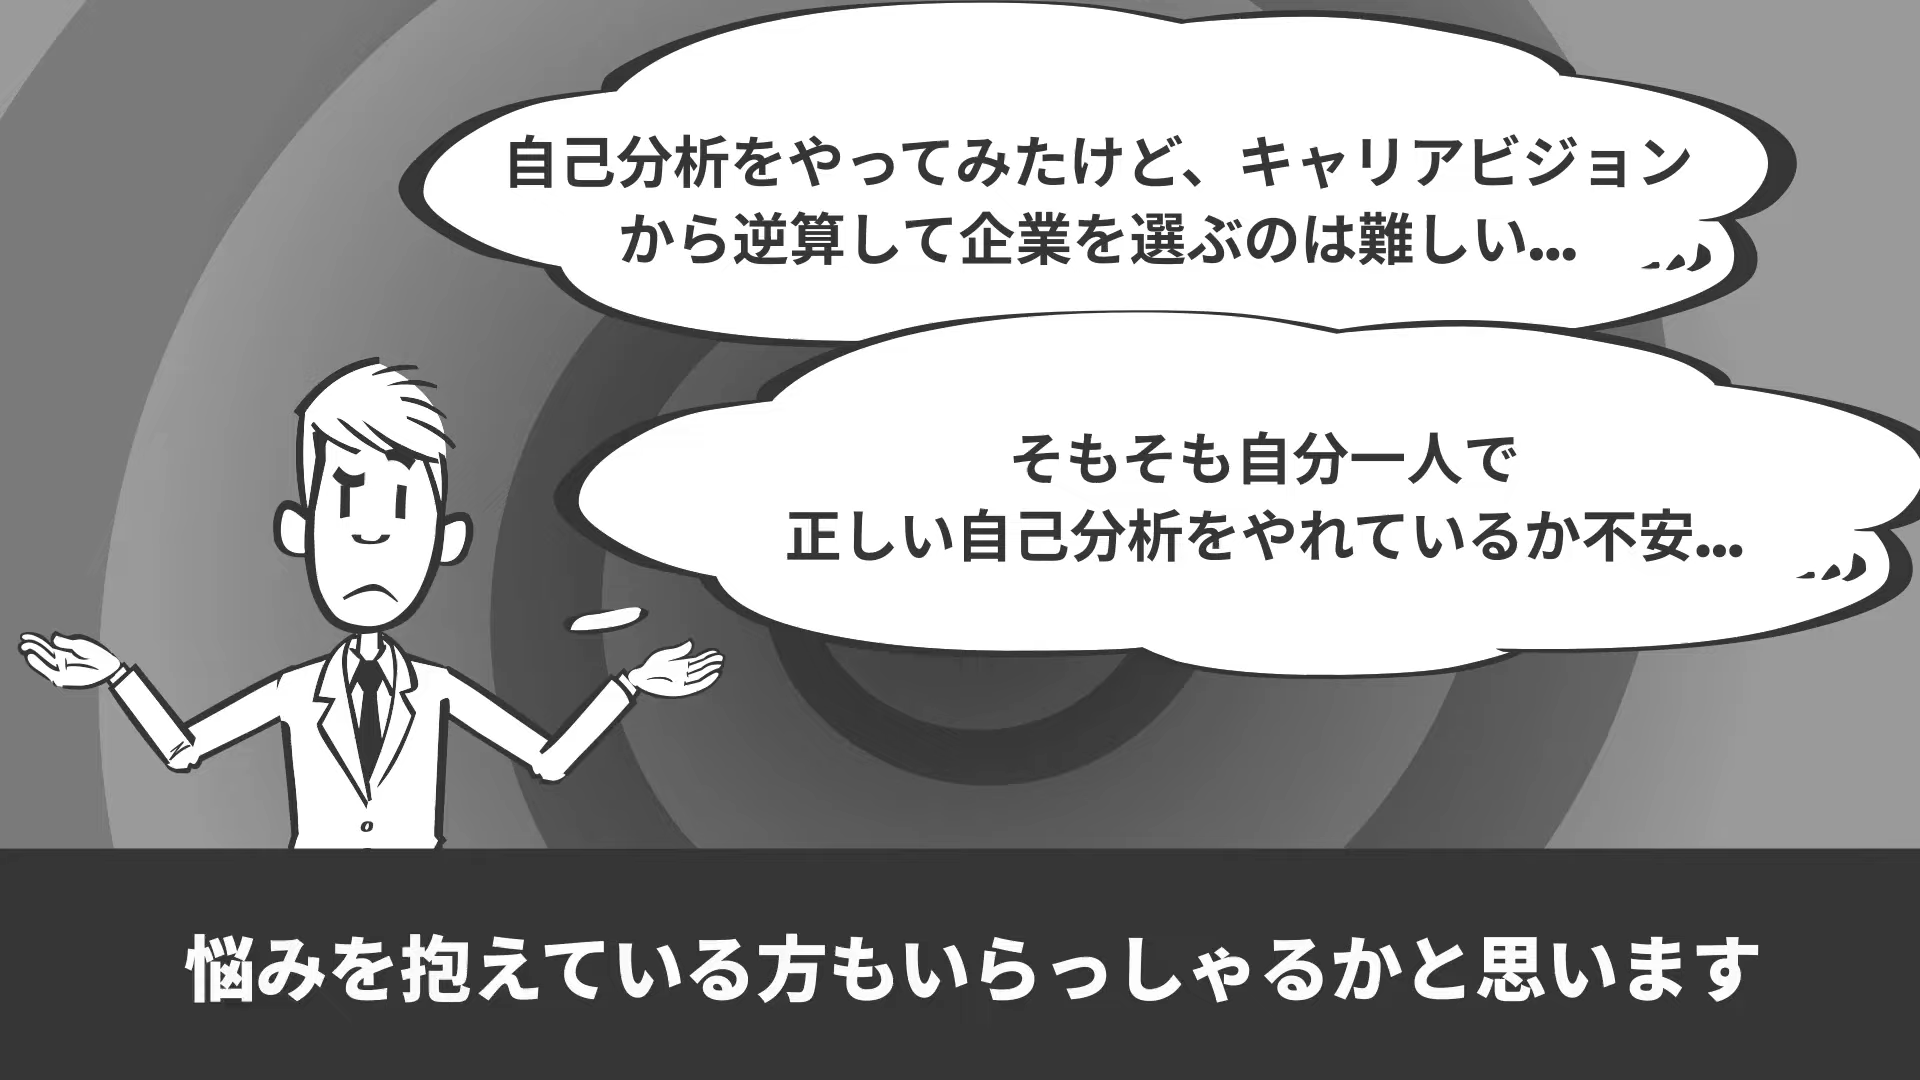 自己分析をやってみたけど、キャリアビジョン
から逆算して企業を選ぶのは難しい...
そもそも自分一人で
正しい自己分析をやれているか不安...
悩みを抱えている方もいらっしゃるかと思います